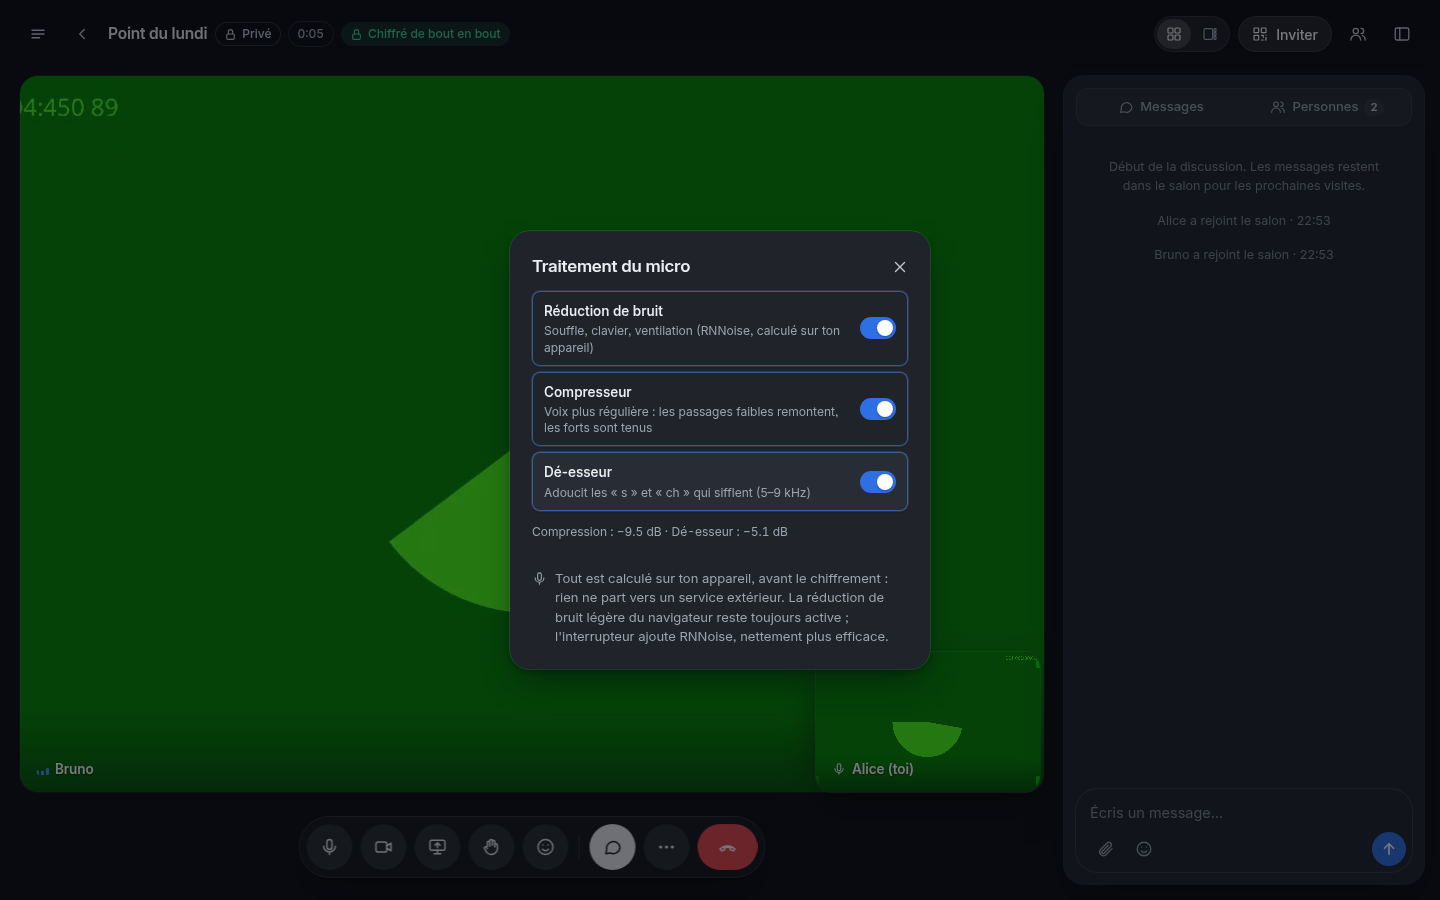 Point du lundi
Privé
0:05
Chiffré de bout en bout
Inviter
4:450 89
Messages
Personnes 2
Début de la discussion. Les messages restent
dans le salon pour les prochaines visites.
Alice a rejoint le salon · 22:53
Bruno a rejoint le salon · 22:53
Traitement du micro
Réduction de bruit
Souffle, clavier, ventilation (RNNoise, calculé sur ton
appareil)
Compresseur
Voix plus régulière : les passages faibles remontent,
les forts sont tenus
Dé-esseur
Adoucit les « s » et « ch » qui sifflent (5–9 kHz)
Compression : −9.5 dB · Dé-esseur : −5.1 dB
Tout est calculé sur ton appareil, avant le chiffrement :
rien ne part vers un service extérieur. La réduction de
bruit légère du navigateur reste toujours active ;
l'interrupteur ajoute RNNoise, nettement plus efficace.
Bruno
Alice (toi)
Écris un message…